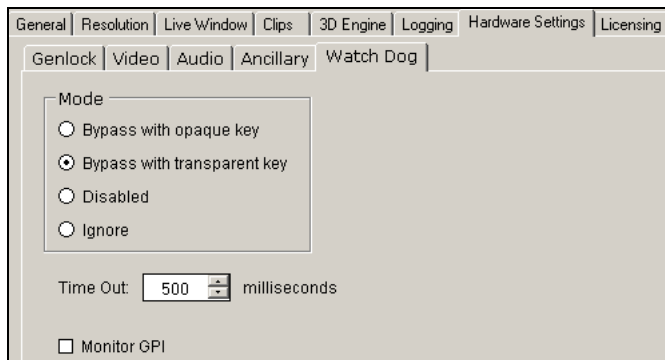 General Resolution Live Window Clips 3D Engine Logging Hardware Settings Licensing
Genlock Video Audio Ancillary Watch Dog
Mode
Bypass with opaque key
Bypass with transparent key
Disabled
Ignore
Time Out: 500 milliseconds
Monitor GPI